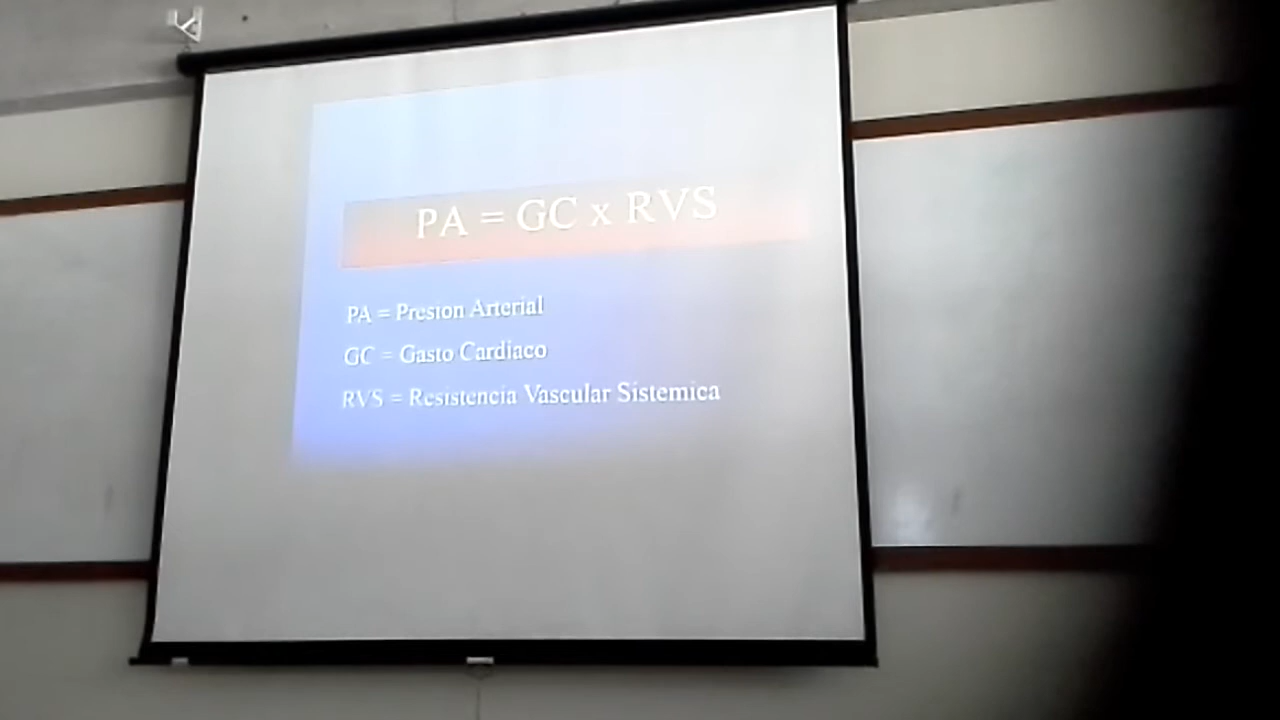 PA = GC x RVS
PA = Presion Arterial
GC = Gasto Cardiaco
RVS = Resistencia Vascular Sistemica